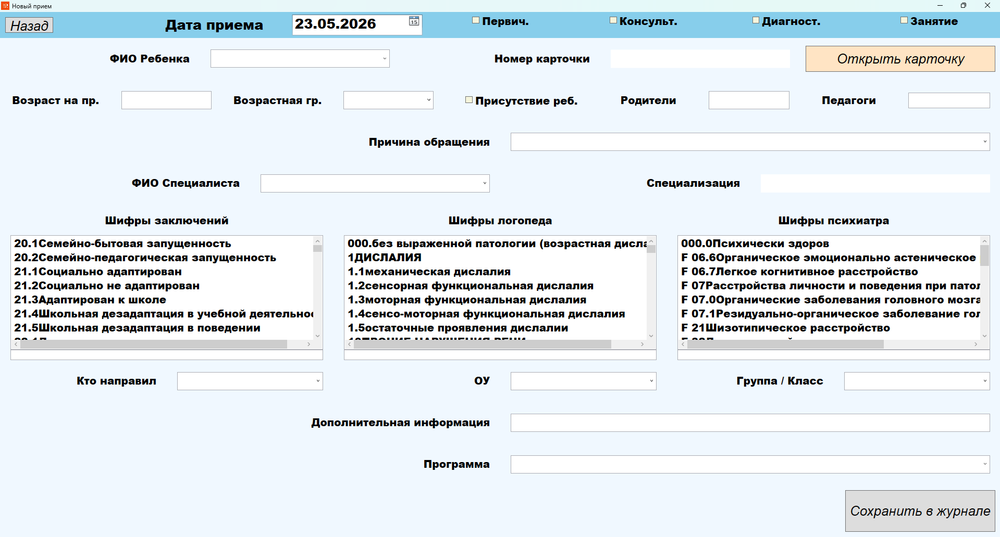 Новый прием
Назад
Дата приема
23.05.2026
15
Первич.
Консульт.
Диагност.
Занятие
ФИО Ребенка
Номер карточки
Открыть карточку
Возраст на пр.
Возрастная гр.
Присутствие реб.
Родители
Педагоги
Причина обращения
ФИО Специалиста
Специализация
Шифры заключений
20.1Семейно-бытовая запущенность
20.2Семейно-педагогическая запущенность
21.1Социально адаптирован
21.2Социально не адаптирован
21.3Адаптирован к школе
21.4Школьная дезадаптация в учебной деятельнос
21.5Школьная дезадаптация в поведении
Шифры логопеда
000.без выраженной патологии (возрастная дисла
1ДИСЛАЛИЯ
1.1механическая дислалия
1.2сенсорная функциональная дислалия
1.3моторная функциональная дислалия
1.4сенсо-моторная функциональная дислалия
1.5остаточные проявления дислалии
Шифры психиатра
000.0Психически здоров
F 06.6Органическое эмоционально астеническое
F 06.7Легкое когнитивное расстройство
F 07Расстройства личности и поведения при патол
F 07.0Органические заболевания головного мозга
F 07.1Резидуально-органическое заболевание гол
F 21Шизотипическое расстройство
Кто направил
ОУ
Группа / Класс
Дополнительная информация
Программа
Сохранить в журнале